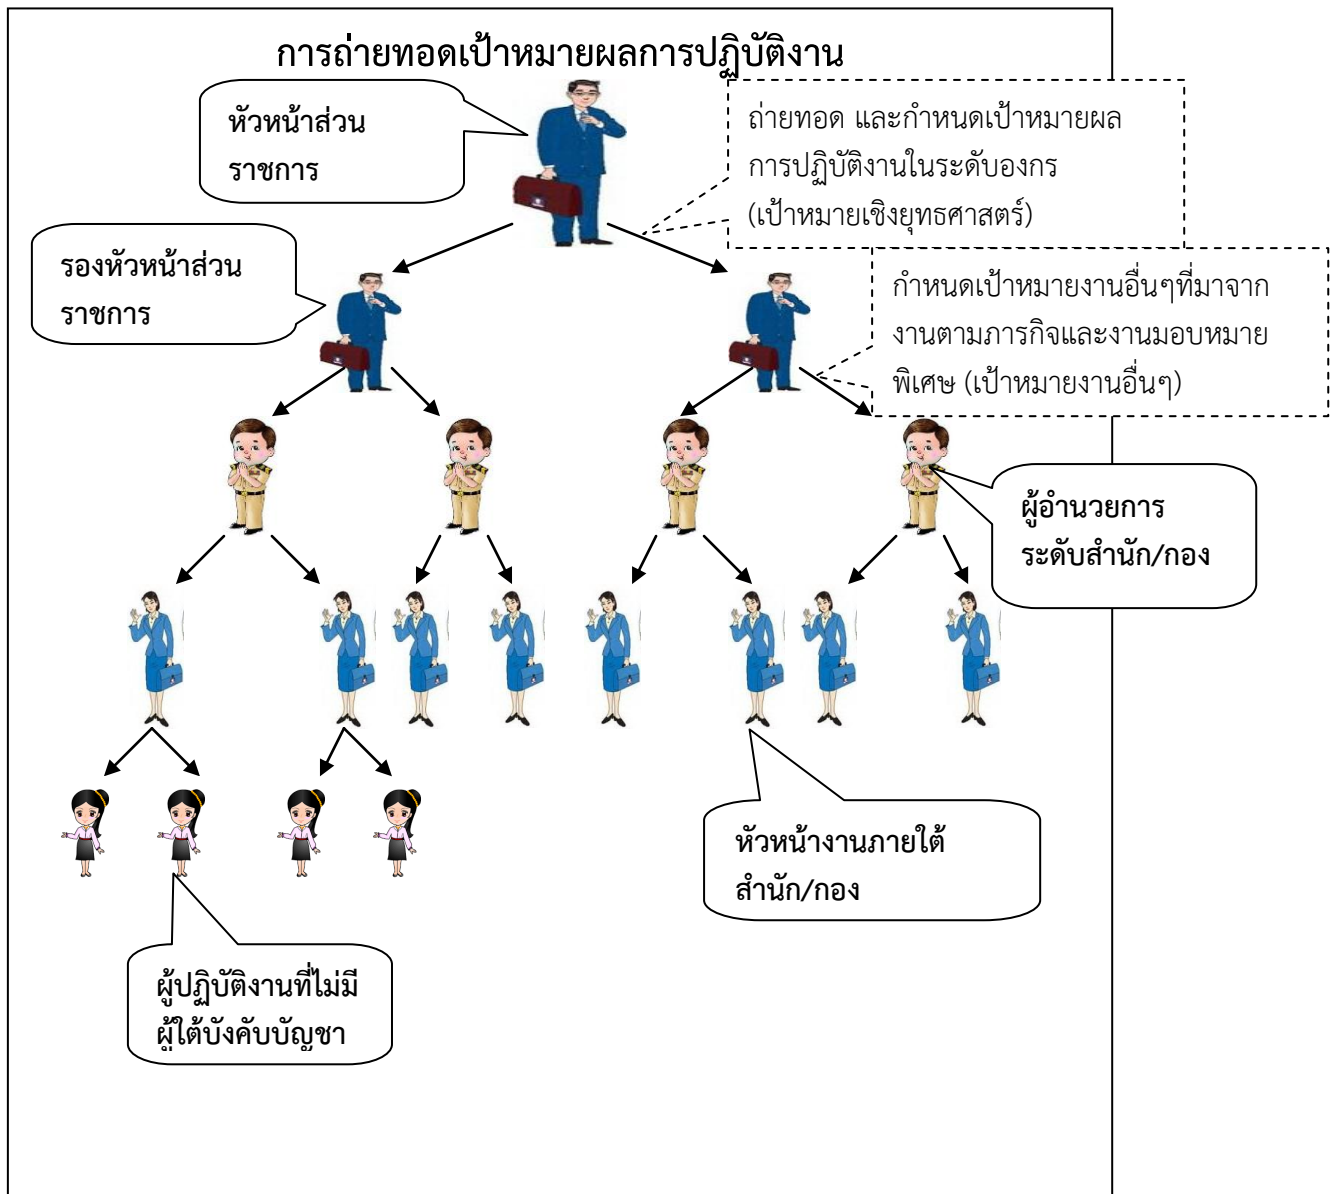 การถ่ายทอดเป้าหมายผลการปฏิบัติงาน
หัวหน้าส่วน
ราชการ
ถ่ายทอด และกำหนดเป้าหมายผล
การปฏิบัติงานในระดับองกร
(เป้าหมายเชิงยุทธศาสตร์)
รองหัวหน้าส่วน
ราชการ
กำหนดเป้าหมายงานอื่นๆที่มาจาก
งานตามภารกิจและงานมอบหมาย
พิเศษ (เป้าหมายงานอื่นๆ)
ผู้อำนวยการ
ระดับสำนัก/กอง
หัวหน้างานภายใต้
สำนัก/กอง
ผู้ปฏิบัติงานที่ไม่มี
ผู้ใต้บังคับบัญชา